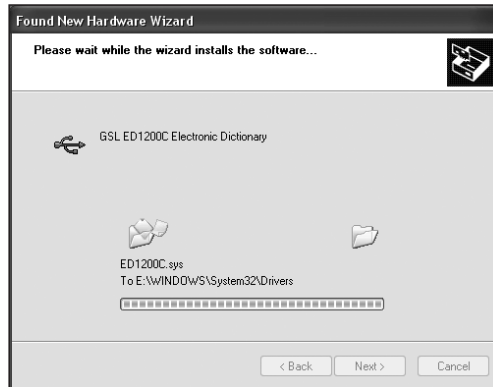 Found New Hardware Wizard
Please wait while the wizard installs the software...
GSL ED1200C Electronic Dictionary
ED1200C.sys
To E:\WINDOWS\System32\Drivers
< Back Next > Cancel